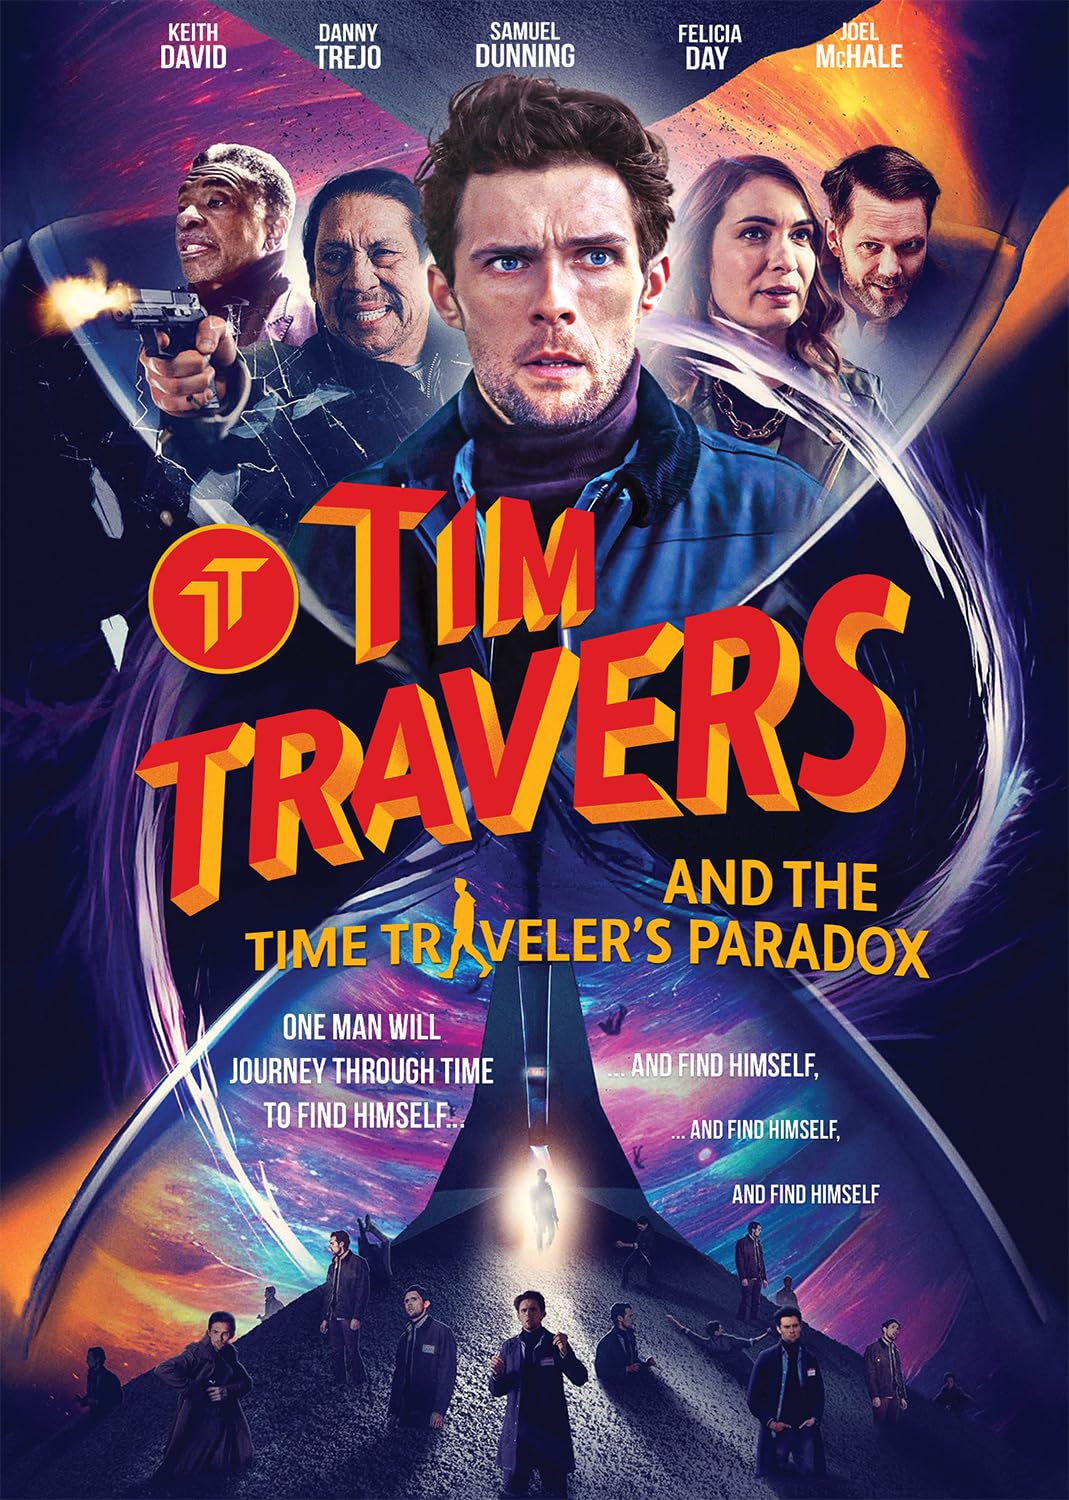 KEITH DAVID
DANNY TREJO
SAMUEL DUNNING
FELICIA DAY
JOEL McHALE
TT
TIM
TRAVERS
AND THE
TIME TRAVELER'S PARADOX
ONE MAN WILL
JOURNEY THROUGH TIME
TO FIND HIMSELF...
... AND FIND HIMSELF,
... AND FIND HIMSELF,
AND FIND HIMSELF